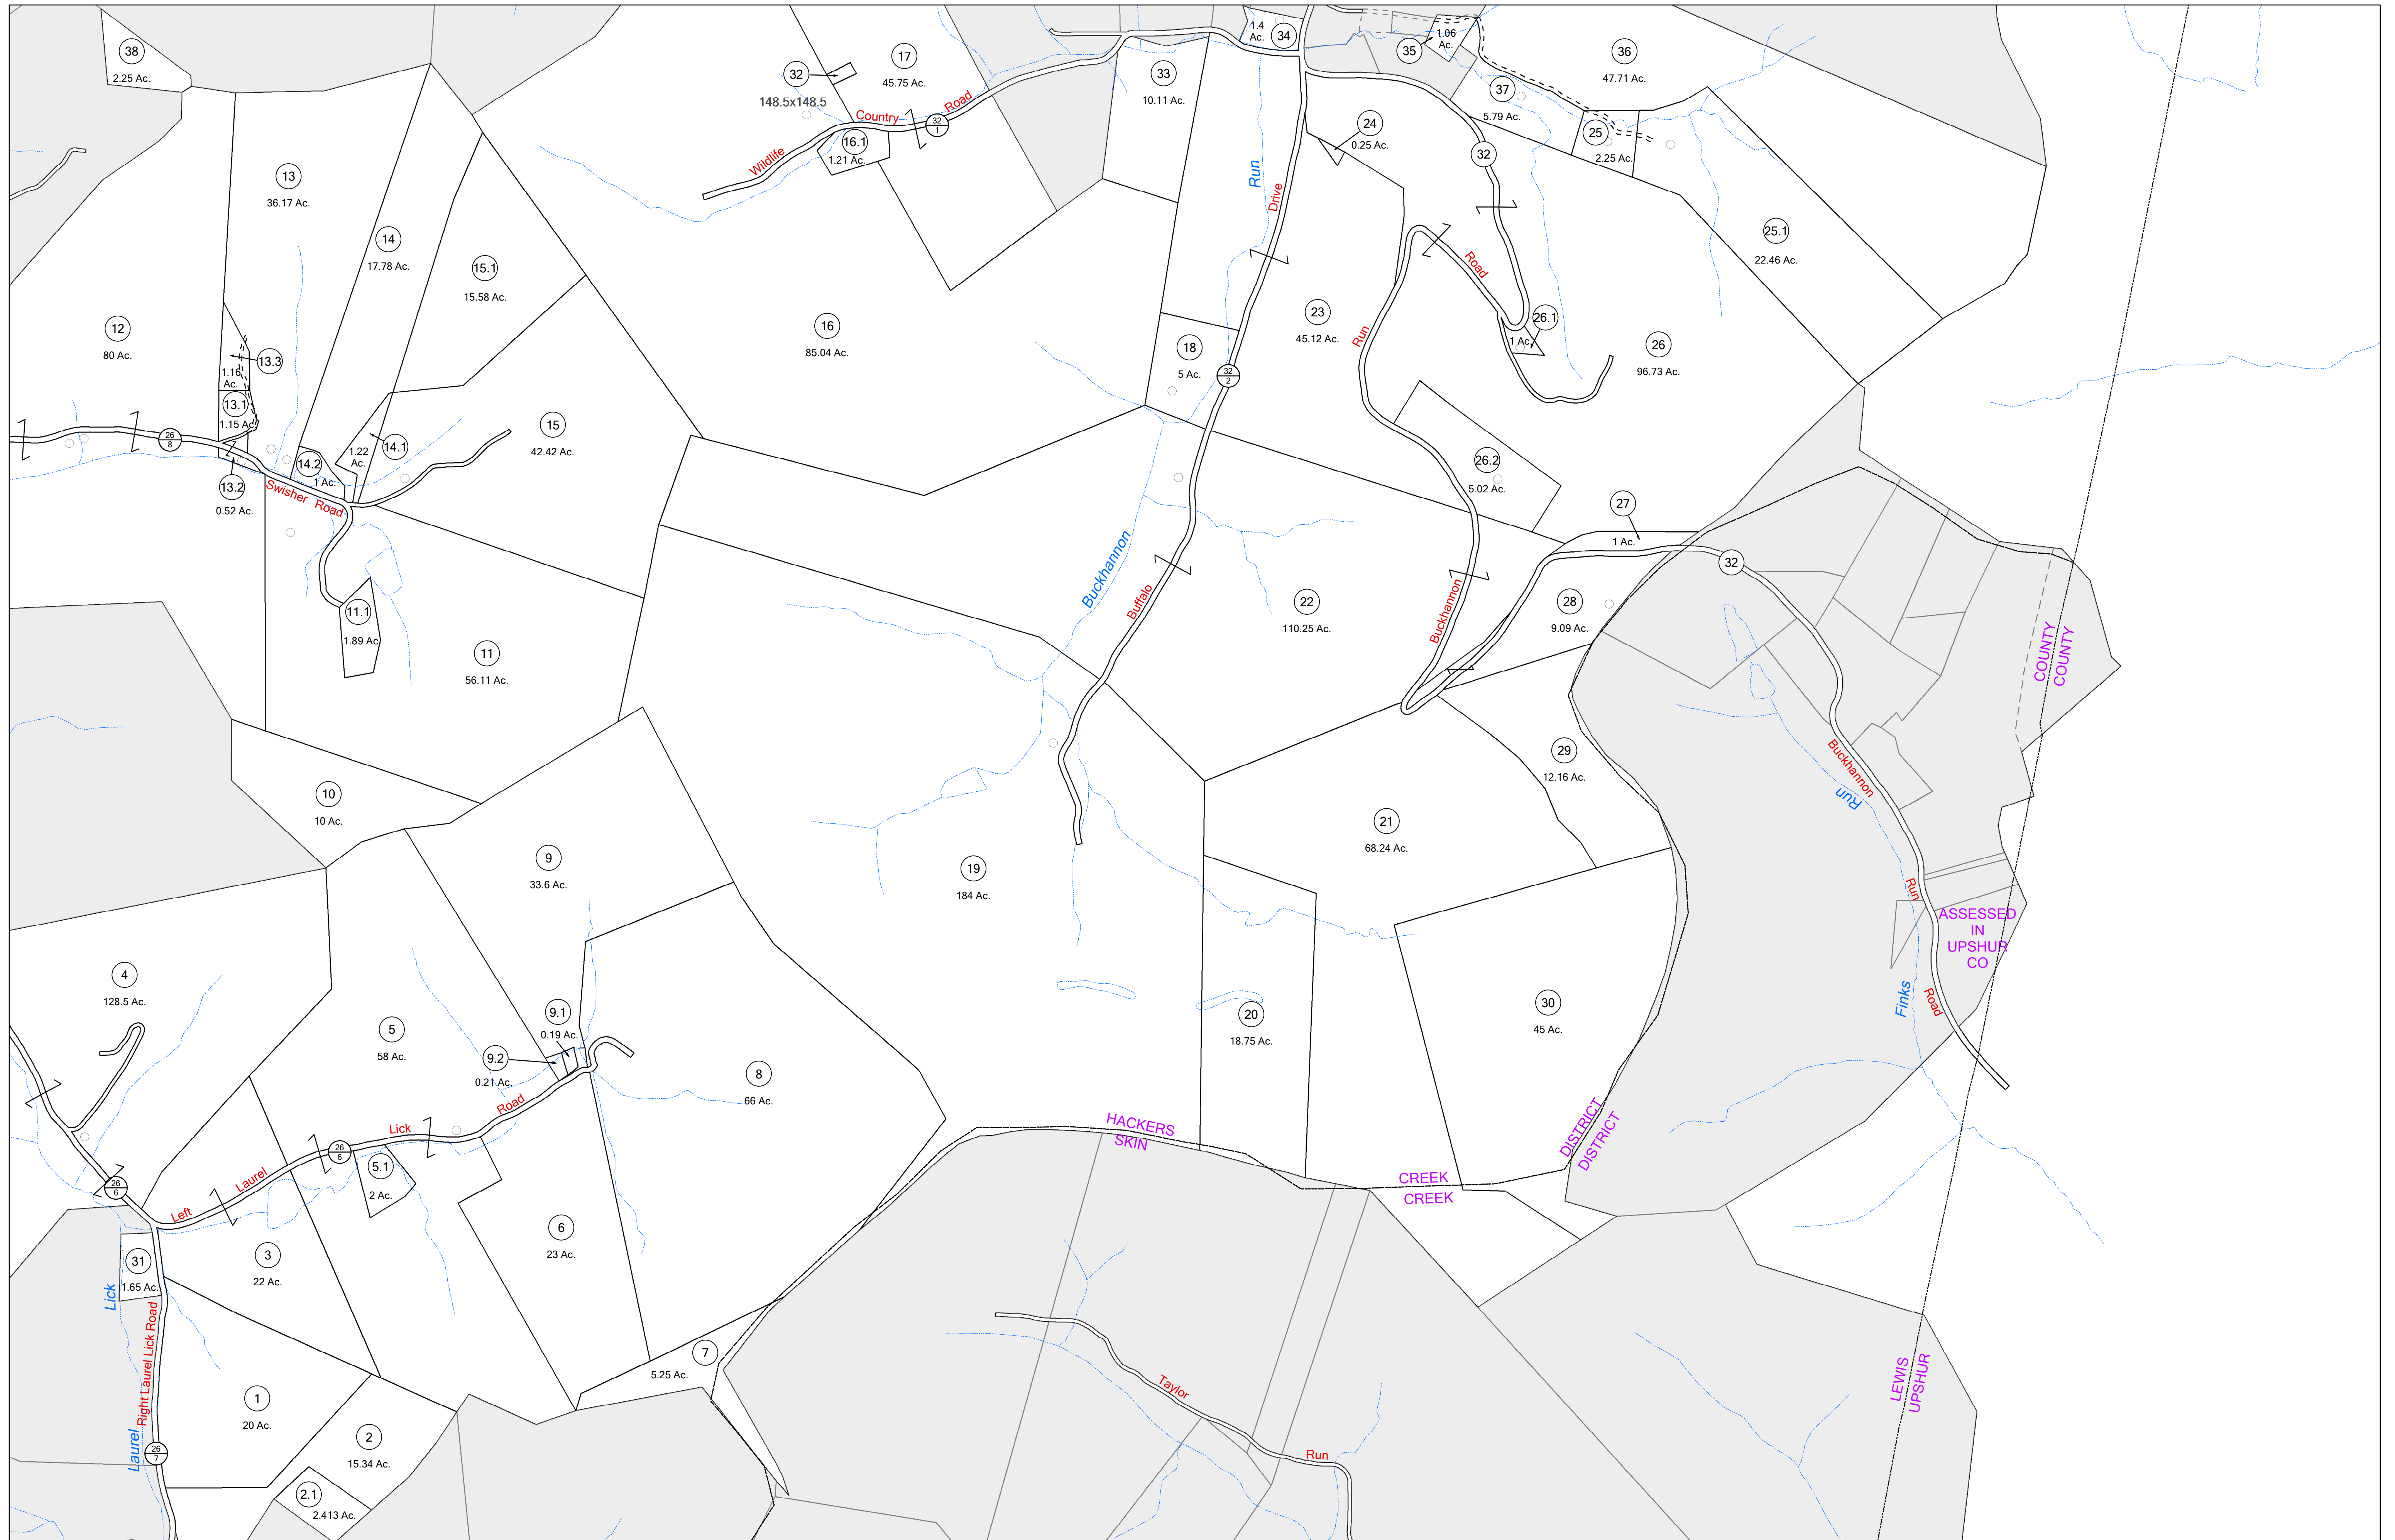 38
2.25 Ac.
17
45.75 Ac.
32
148.5x148.5
Country
Road
32
1
Wildlife
16.1
1.21 Ac.
33
10.11 Ac.
1.4
Ac.
34
35
1.06
Ac.
36
47.71 Ac.
37
5.79 Ac.
25
2.25 Ac.
24
0.25 Ac.
32
Run
Drive
13
36.17 Ac.
14
17.78 Ac.
15.1
15.58 Ac.
25.1
22.46 Ac.
Road
12
80 Ac.
13.3
1.16
Ac.
13.1
1.15 Ac.
16
85.04 Ac.
18
5 Ac.
32
2
23
45.12 Ac.
Run
26.1
1 Ac.
26
96.73 Ac.
26
8
15
42.42 Ac.
14.1
1.22
Ac.
14.2
1 Ac.
13.2
0.52 Ac.
Swisher Road
26.2
5.02 Ac.
27
1 Ac.
32
Buckhannon
Buffalo
22
110.25 Ac.
Buckhannon
28
9.09 Ac.
11.1
1.89 Ac.
11
56.11 Ac.
COUNTY
COUNTY
29
12.16 Ac.
Buckhannon
Run
10
10 Ac.
21
68.24 Ac.
9
33.6 Ac.
19
184 Ac.
Run
ASSESSED
IN
UPSHUR
CO
4
128.5 Ac.
5
58 Ac.
9.1
0.19 Ac.
9.2
0.21 Ac.
8
66 Ac.
20
18.75 Ac.
30
45 Ac.
Finks
Road
HACKERS
SKIN
DISTRICT
DISTRICT
CREEK
CREEK
Road
Lick
26
6
Laurel
Left
26
6
5.1
2 Ac.
6
23 Ac.
3
22 Ac.
31
1.65 Ac.
Lick
Right Laurel Lick Road
7
5.25 Ac.
Taylor
Run
LEWIS
UPSHUR
1
20 Ac.
2
15.34 Ac.
Laurel
26
7
2.1
2.413 Ac.